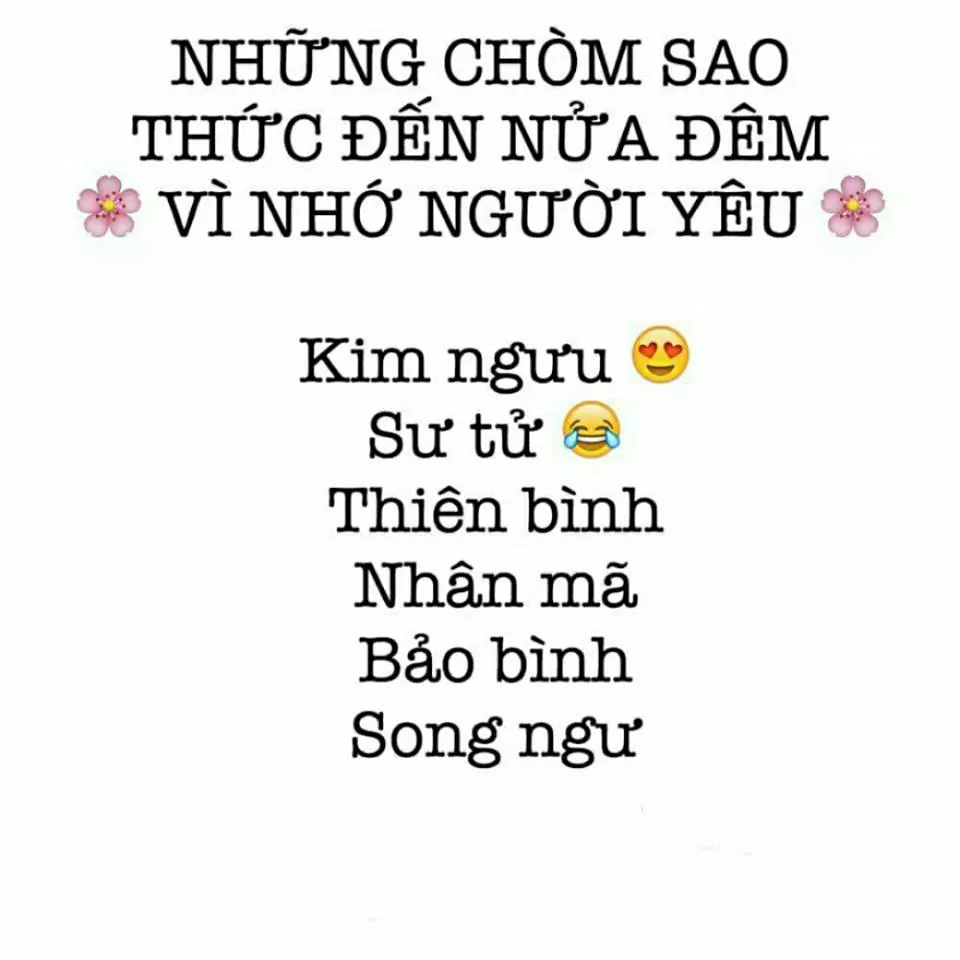 NHỮNG CHÒM SAO
THỨC ĐẾN NỬA ĐÊM
🌸 VÌ NHỚ NGƯỜI YÊU 🌸
Kim ngưu 😍
Sư tử 😂
Thiên bình
Nhân mã
Bảo bình
Song ngư